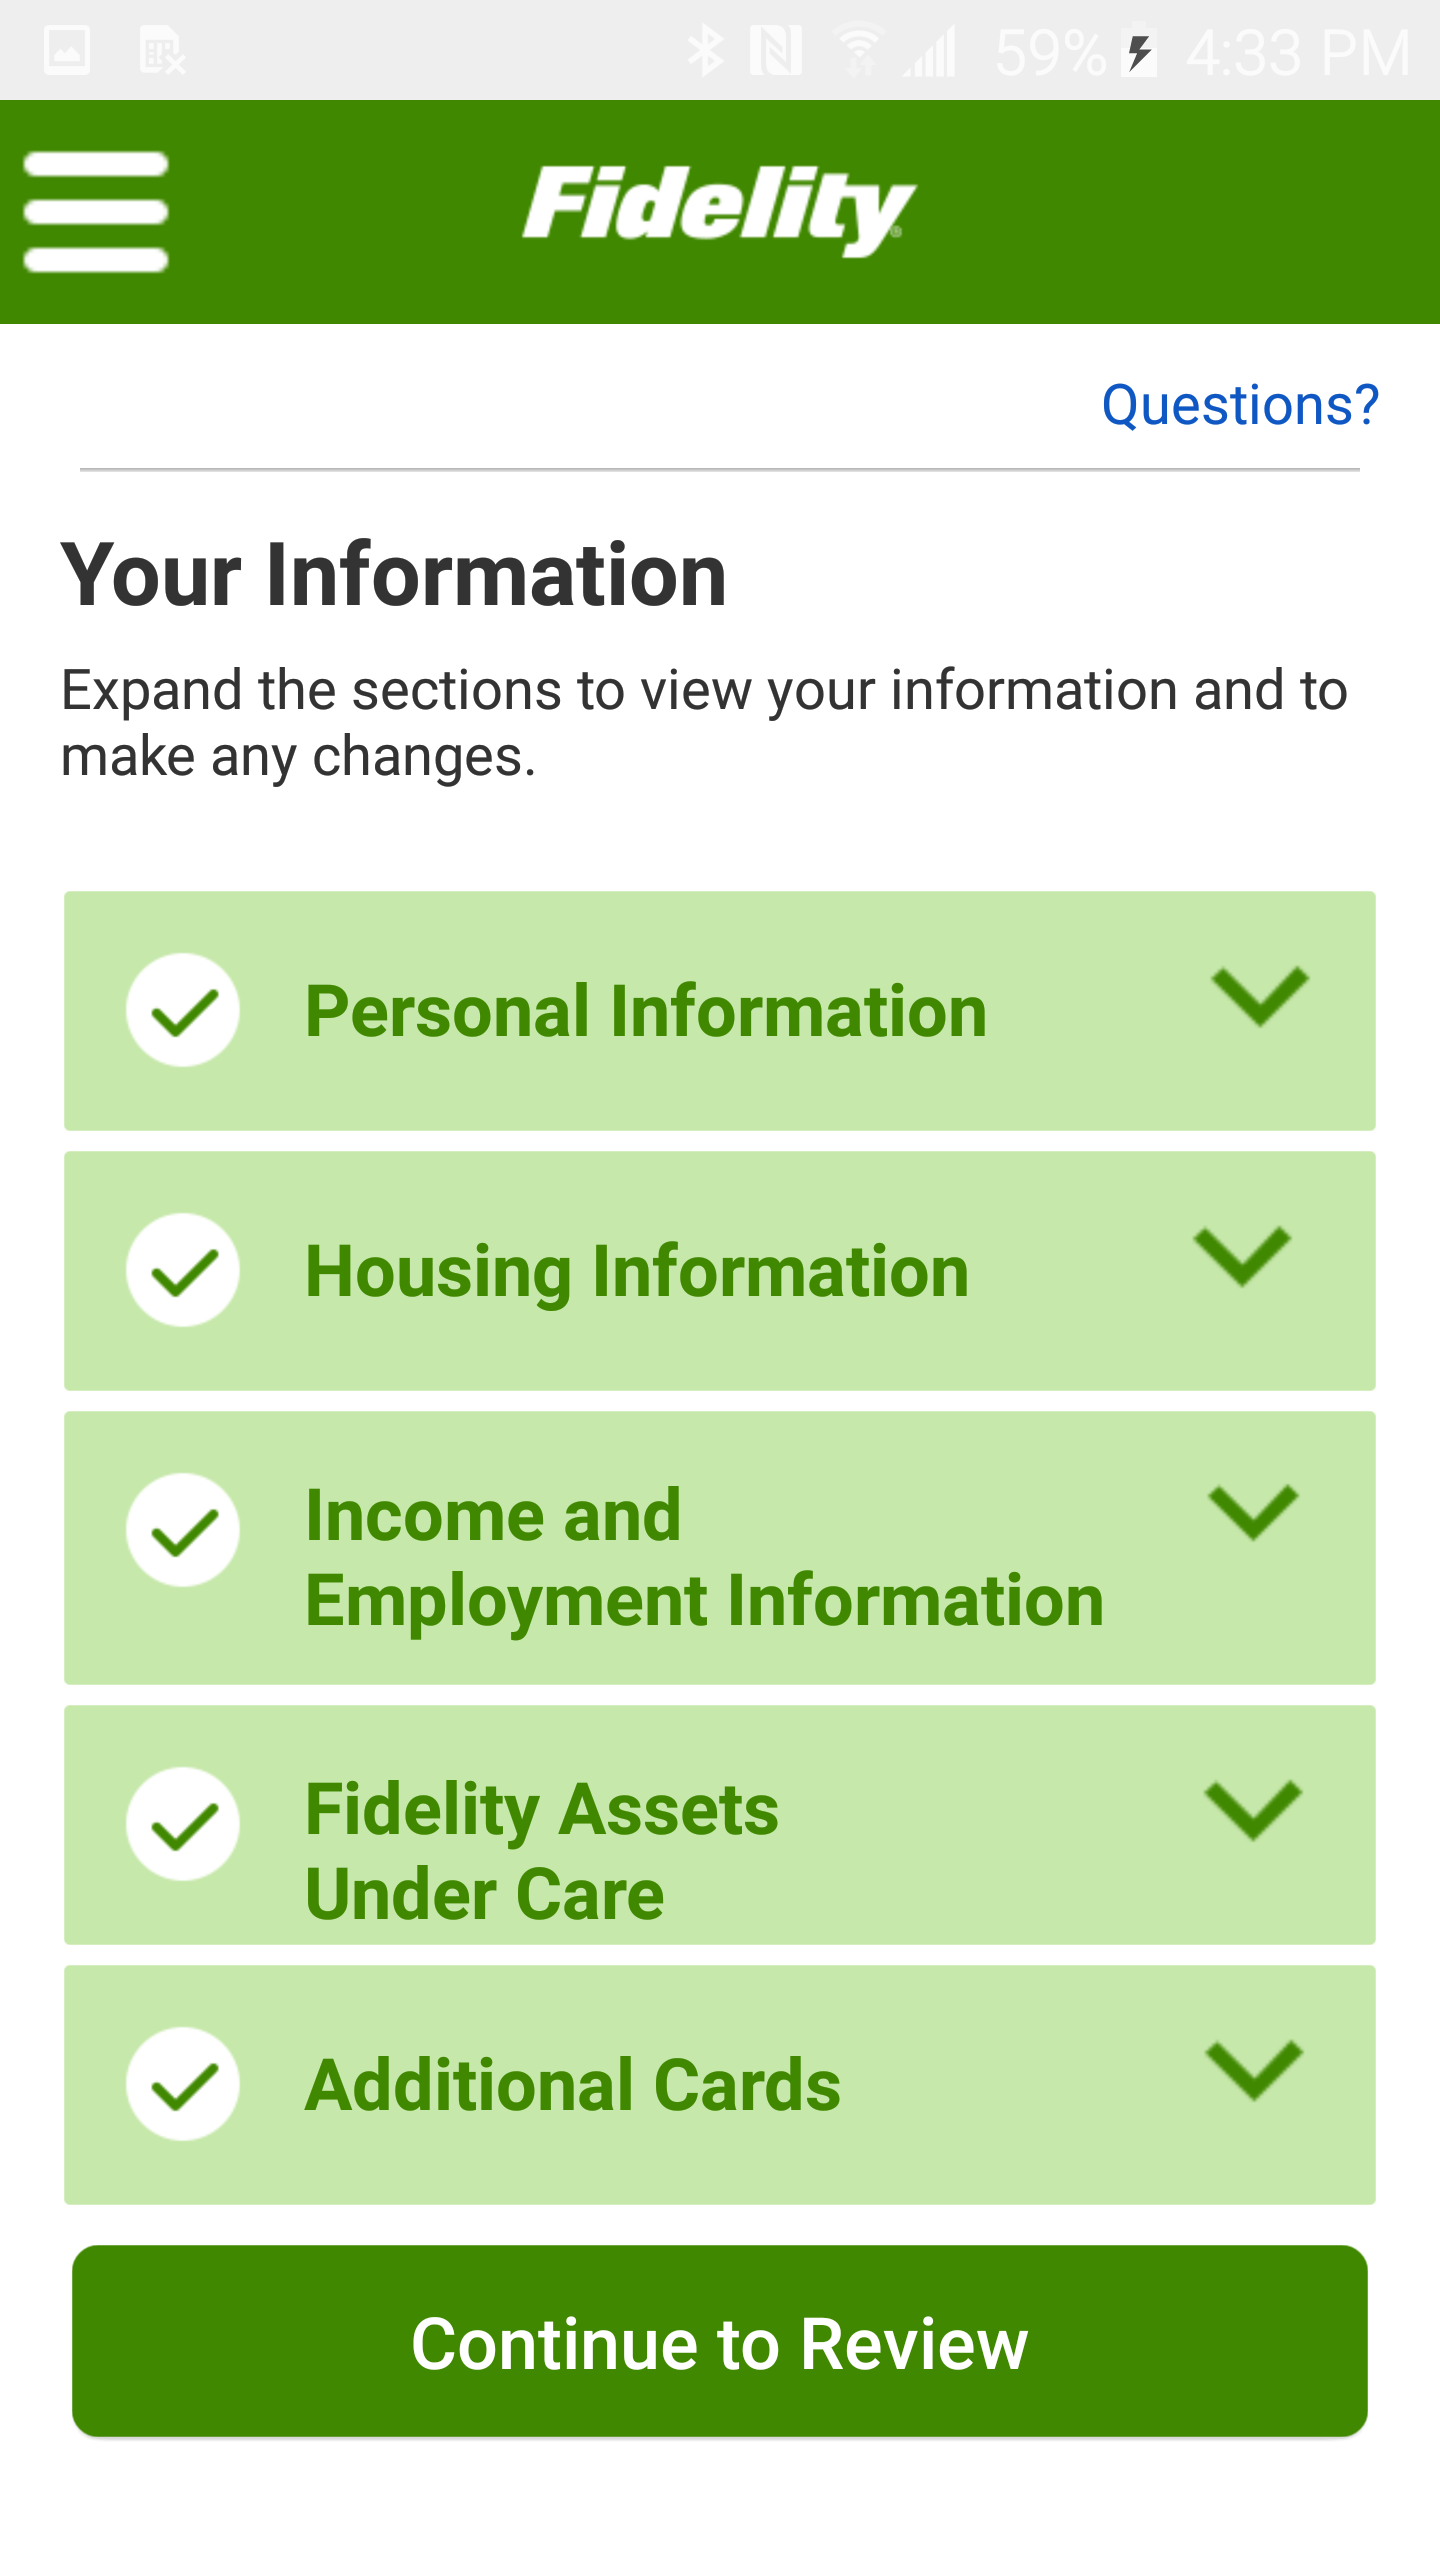 59% 4:33 PM
Fidelity®
Questions?
Your Information
Expand the sections to view your information and to
make any changes.
Personal Information
Housing Information
Income and
Employment Information
Fidelity Assets
Under Care
Additional Cards
Continue to Review